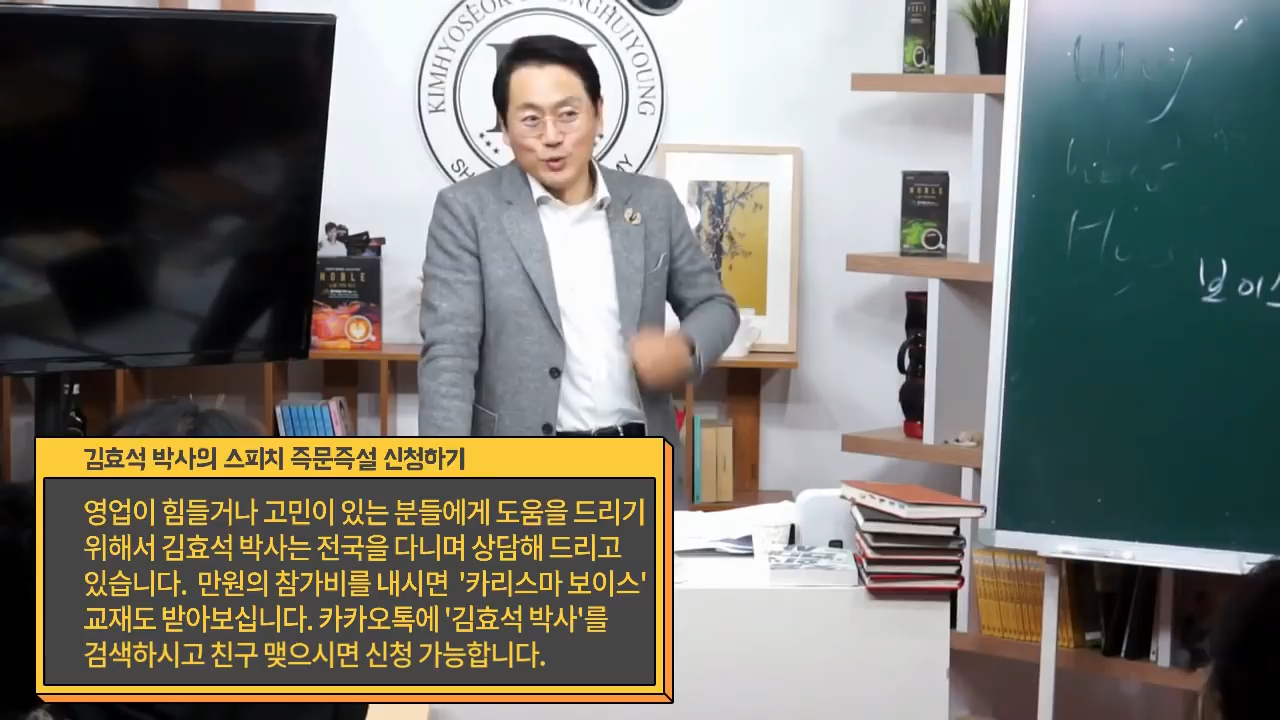 KIMHYOSEOK
HUIYOUNG
SH
MY
NOBLE
NOBLE
Why
보이스
김효석 박사의 스피치 즉문즉설 신청하기
영업이 힘들거나 고민이 있는 분들에게 도움을 드리기
위해서 김효석 박사는 전국을 다니며 상담해 드리고
있습니다. 만원의 참가비를 내시면 '카리스마 보이스'
교재도 받아보십니다. 카카오톡에 '김효석 박사'를
검색하시고 친구 맺으시면 신청 가능합니다.